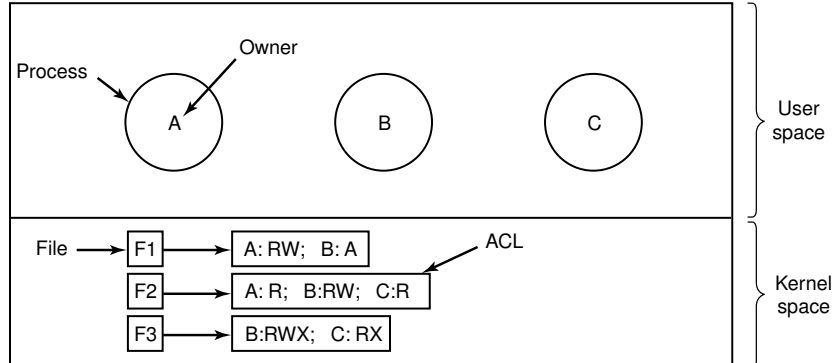 Owner
Process
A
B
C
User
space
File
F1
A: RW; B: A
ACL
F2
A: R; B:RW; C:R
F3
B:RWX; C: RX
Kernel
space